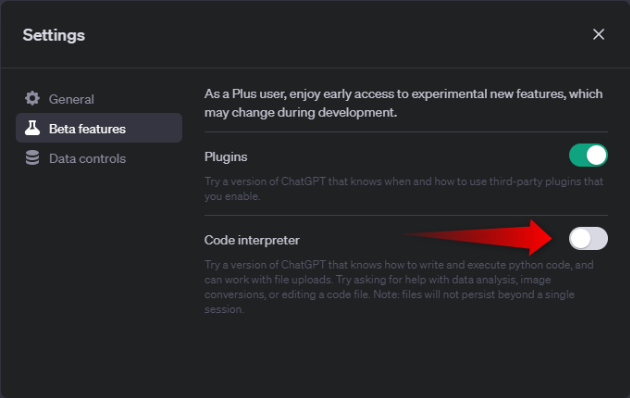 Settings
General
Beta features
Data controls
As a Plus user, enjoy early access to experimental new features, which
may change during development.
Plugins
Try a version of ChatGPT that knows when and how to use third-party plugins that
you enable.
Code interpreter
Try a version of ChatGPT that knows how to write and execute python code, and
can work with file uploads. Try asking for help with data analysis, image
conversions, or editing a code file. Note: files will not persist beyond a single
session.